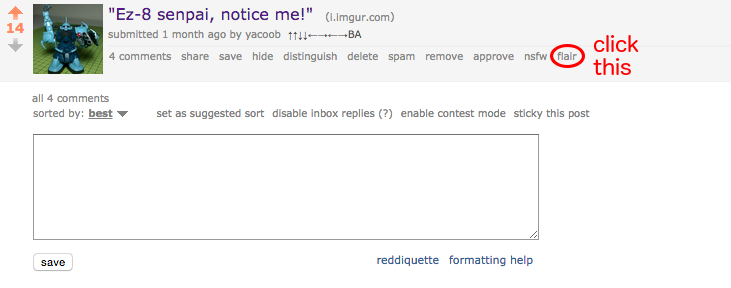 "Ez-8 senpai, notice me!" (i.imgur.com)
14
submitted 1 month ago by yacoob ↑↑↓↓←→←→BA
4 comments share save hide distinguish delete spam remove approve nsfw flair
click
this
all 4 comments
sorted by: best set as suggested sort disable inbox replies (?) enable contest mode sticky this post
save reddiquette formatting help